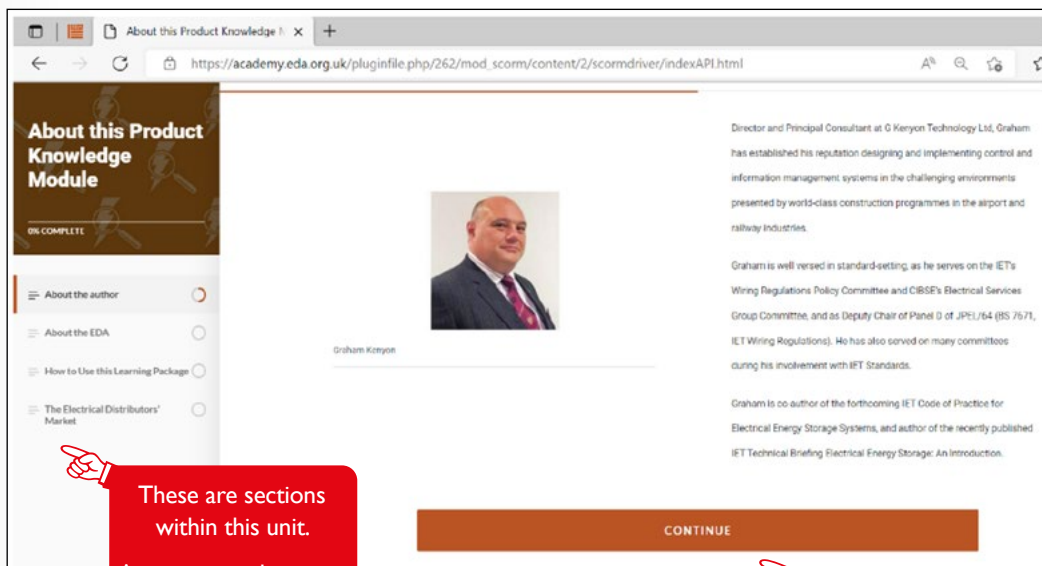 About this Product Knowledge M
https://academy.eda.org.uk/pluginfile.php/262/mod_scorm/content/2/scormdriver/indexAPI.html
About this Product
Knowledge
Module
0% COMPLETE
About the author
About the EDA
How to Use this Learning Package
The Electrical Distributors'
Market
Graham Kenyon
Director and Principal Consultant at G Kenyon Technology Ltd, Graham
has established his reputation designing and implementing control and
information management systems in the challenging environments
presented by world-class construction programmes in the airport and
railway industries.
Graham is well versed in standard-setting, as he serves on the IET's
Wiring Regulations Policy Committee and CIBSE's Electrical Services
Group Committee, and as Deputy Chair of Panel D of JPEL/64 (BS 7671,
IET Wiring Regulations). He has also served on many committees
during his involvement with IET Standards.
Graham is co-author of the forthcoming IET Code of Practice for
Electrical Energy Storage Systems, and author of the recently published
IET Technical Briefing Electrical Energy Storage: An Introduction.
These are sections
within this unit.
CONTINUE